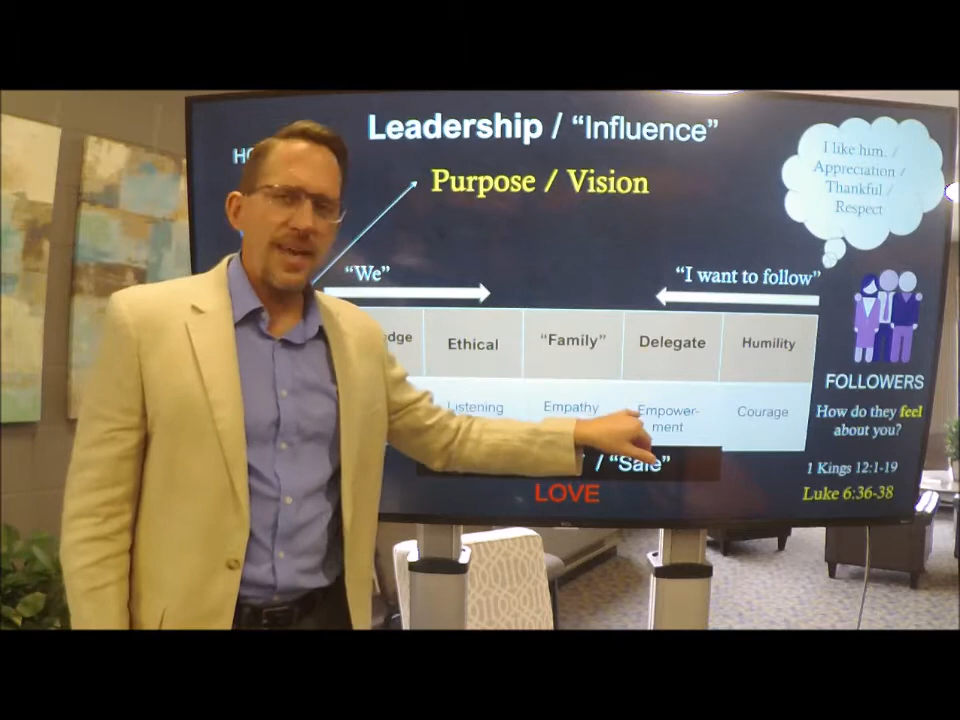 Leadership / “Influence”
Purpose / Vision
I like him. /
Appreciation /
Thankful /
Respect
“We”
“I want to follow”
Ethical
“Family”
Delegate
Humility
Listening
Empathy
Empower-
ment
Courage
/ “Safe”
LOVE
FOLLOWERS
How do they feel
about you?
1 Kings 12:1-19
Luke 6:36-38